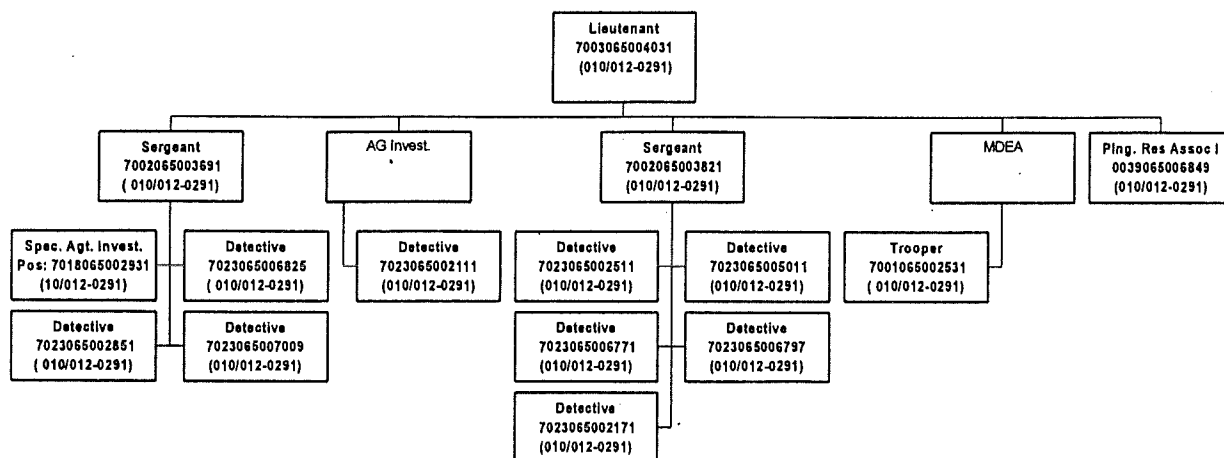 Lieutenant
7003065004031
(010/012-0291)
Sergeant
7002065003691
( 010/012-0291)
AG Invest.
Sergeant
7002065003821
(010/012-0291)
MDEA
Plng. Res Assoc I
0039065006849
(010/012-0291)
Spec. Agt. Invest.
Pos: 7018065002931
(10/012-0291)
Detective
7023065006825
( 010/012-0291)
Detective
7023065002111
(010/012-0291)
Detective
7023065002511
(010/012-0291)
Detective
7023065005011
(010/012-0291)
Trooper
7001065002531
( 010/012-0291)
Detective
7023065002851
( 010/012-0291)
Detective
7023065007009
(010/012-0291)
Detective
7023065006771
(010/012-0291)
Detective
7023065006797
(010/012-0291)
Detective
7023065002171
(010/012-0291)